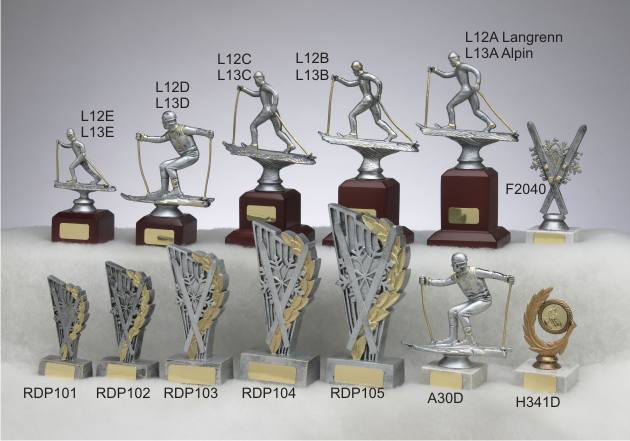 L12A Langrenn
L13A Alpin
L12B
L13B
L12C
L13C
L12D
L13D
L12E
L13E
F2040
RDP101
RDP102
RDP103
RDP104
RDP105
A30D
H341D